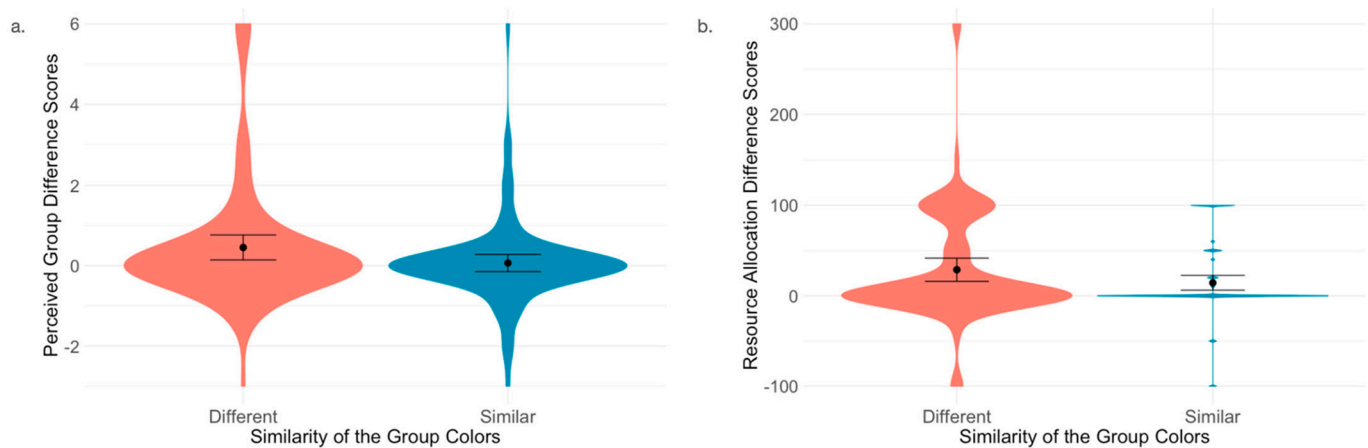 a.
Perceived Group Difference Scores
6
4
2
0
-2
Different
Similar
Similarity of the Group Colors
b.
Resource Allocation Difference Scores
300
200
100
0
-100
Different
Similar
Similarity of the Group Colors